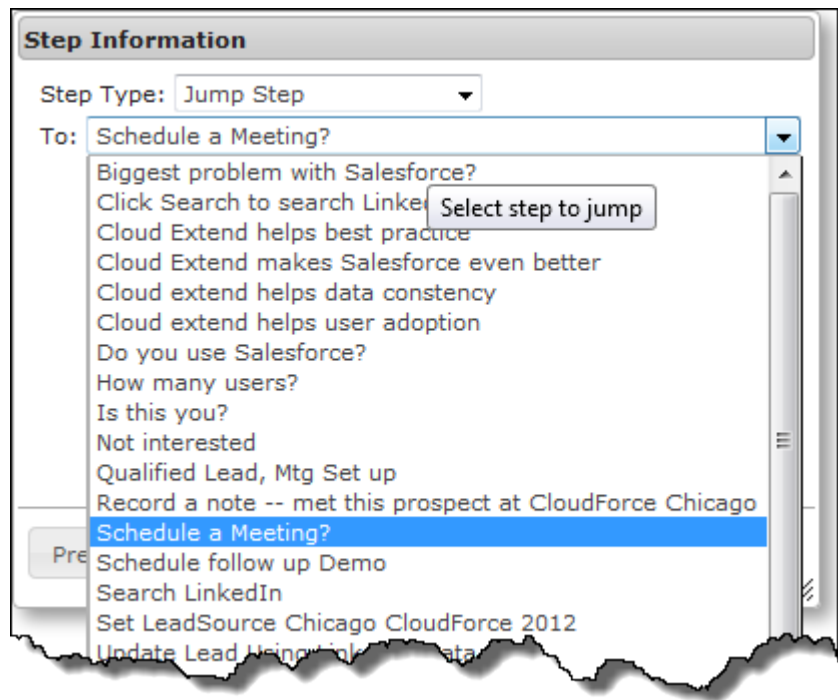 Step Information
Step Type: Jump Step
To: Schedule a Meeting?
Biggest problem with Salesforce?
Click Search to search Linke
Select step to jump
Cloud Extend helps best practice
Cloud Extend makes Salesforce even better
Cloud extend helps data constency
Cloud extend helps user adoption
Do you use Salesforce?
How many users?
Is this you?
Not interested
Qualified Lead, Mtg Set up
Record a note -- met this prospect at CloudForce Chicago
Schedule a Meeting?
Pre
Schedule follow up Demo
Search LinkedIn
Set LeadSource Chicago CloudForce 2012
Update Lead Using